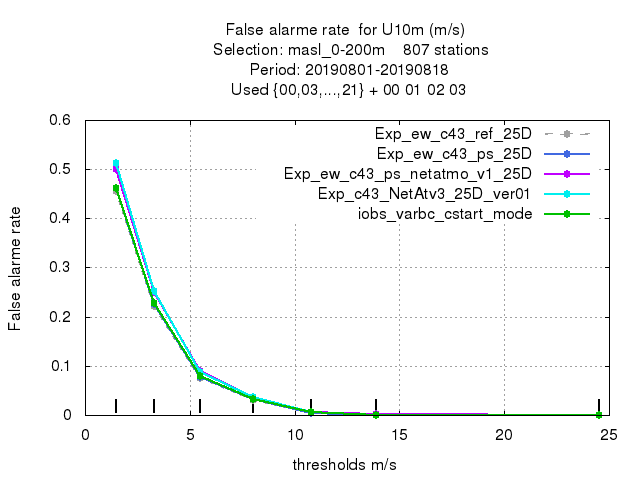 False alarme rate  for U10m (m/s)
Selection: masl_0-200m    807 stations
Period: 20190801-20190818
Used {00,03,...,21} + 00 01 02 03
Exp_ew_c43_ref_25D
Exp_ew_c43_ps_25D
Exp_ew_c43_ps_netatmo_v1_25D
Exp_c43_NetAtv3_25D_ver01
iobs_varbc_cstart_mode
False alarme rate
0.6
0.5
0.4
0.3
0.2
0.1
0
0 5 10 15 20 25
thresholds m/s